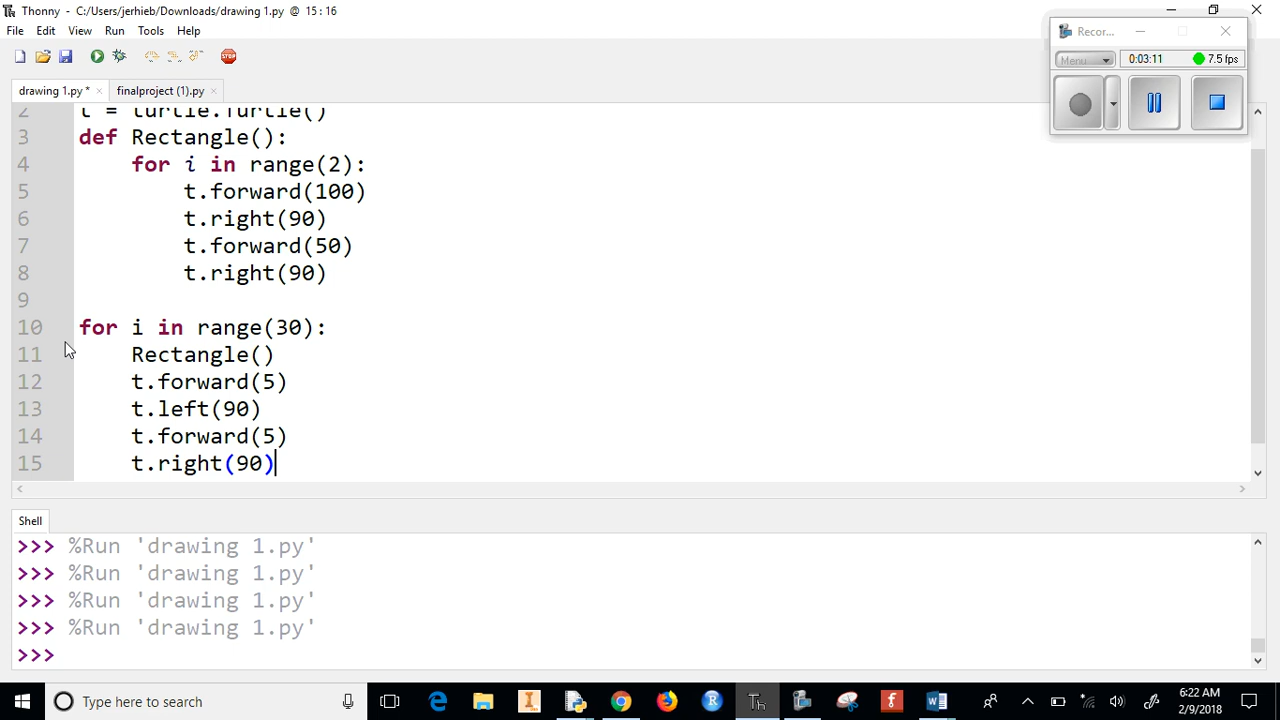 Thonny - C:/Users/jerhieb/Downloads/drawing 1.py @ 15 : 16
File Edit View Run Tools Help
Recor...
Menu 0:03:11 7.5 fps
STOP
drawing 1.py * × finalproject (1).py ×
2 t = turtle.Turtle()
3 def Rectangle():
4 for i in range(2):
5 t.forward(100)
6 t.right(90)
7 t.forward(50)
8 t.right(90)
9
10 for i in range(30):
11 Rectangle()
12 t.forward(5)
13 t.left(90)
14 t.forward(5)
15 t.right(90)
Shell
>>> %Run 'drawing 1.py'
>>> %Run 'drawing 1.py'
>>> %Run 'drawing 1.py'
>>> %Run 'drawing 1.py'
>>>
Type here to search
6:22 AM
2/9/2018